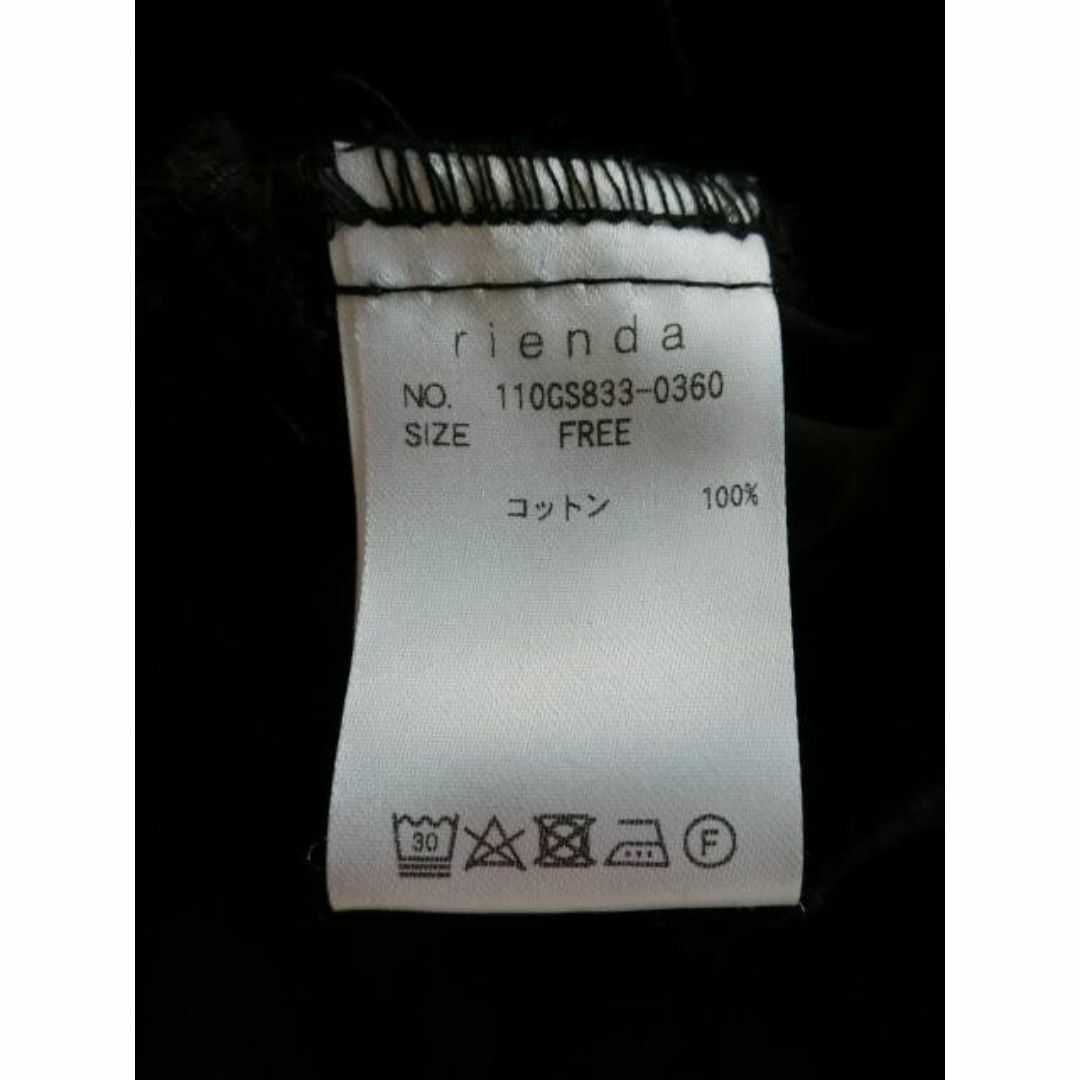 rienda
NO. 110GS833-0360
SIZE FREE
コットン 100%
30 F